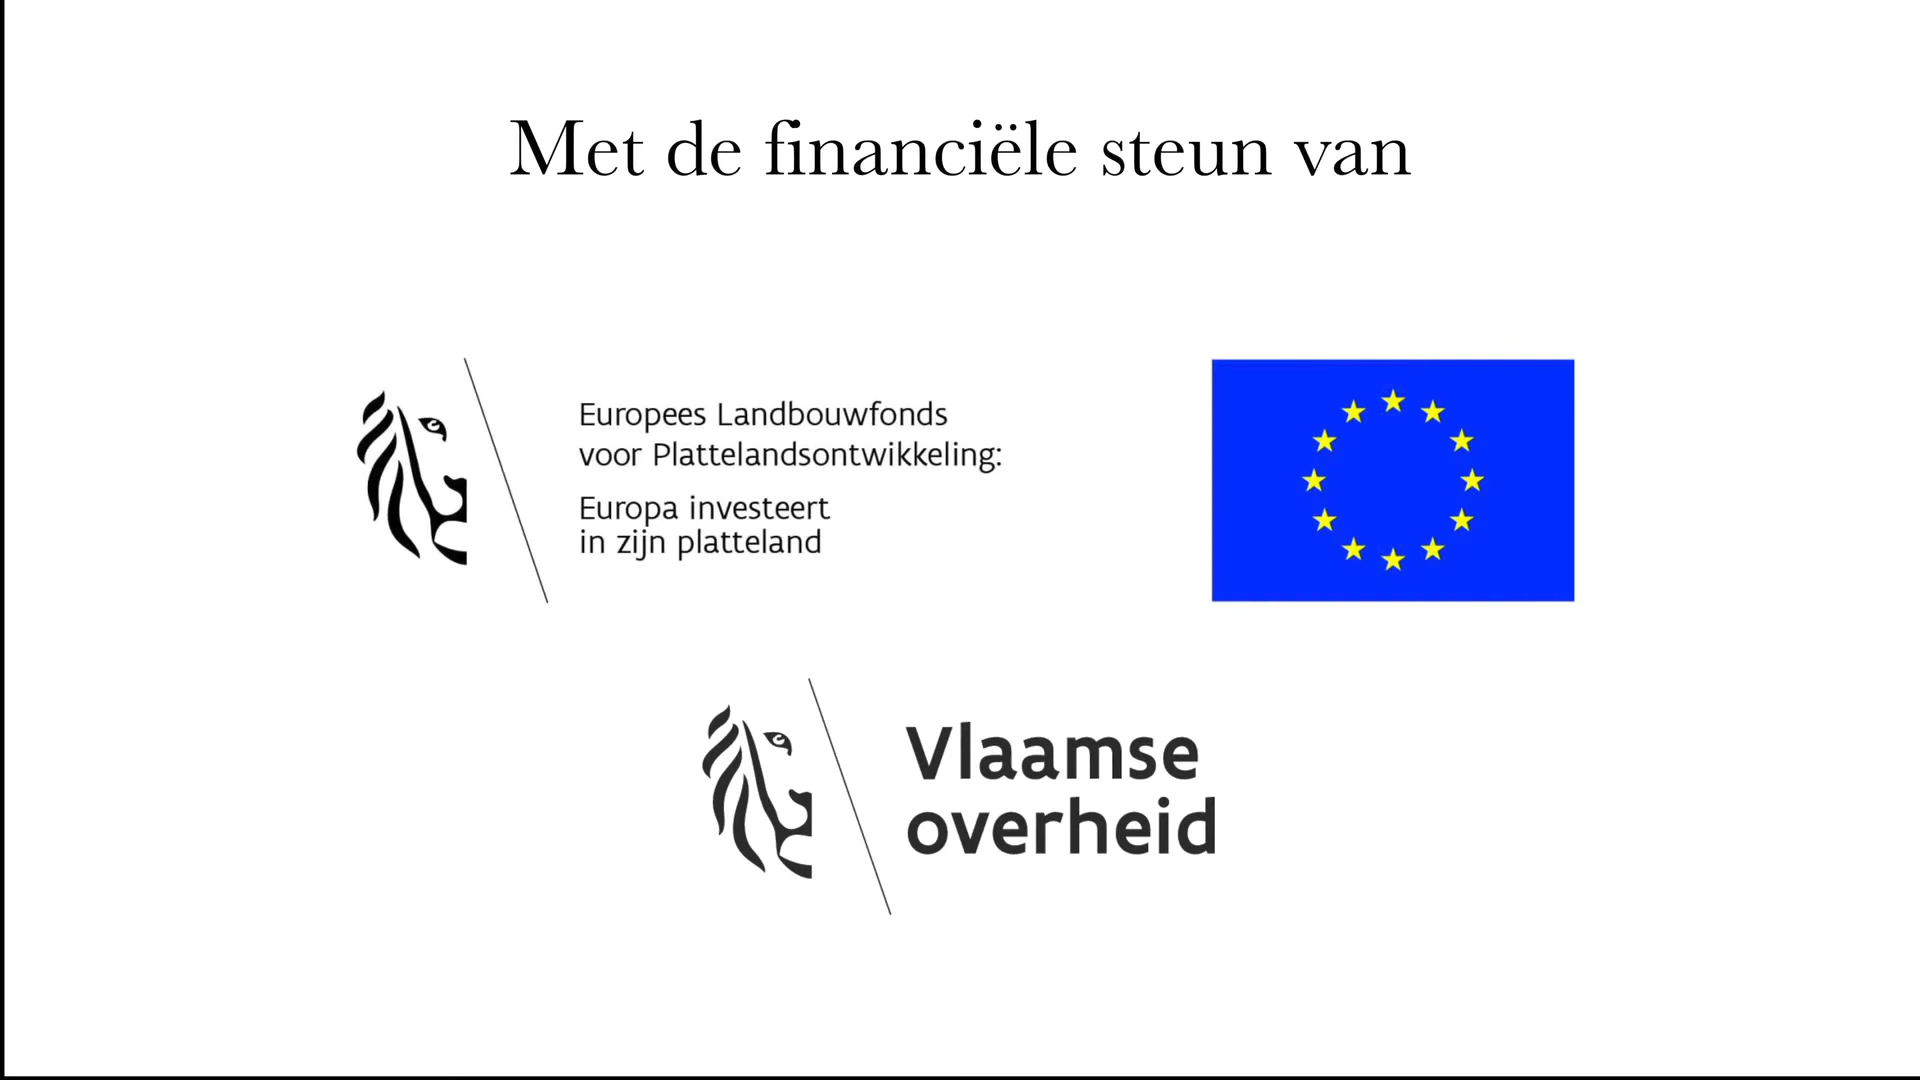 Met de financiële steun van
Europees Landbouwfonds
voor Plattelandsontwikkeling:
Europa investeert
in zijn platteland
Vlaamse
overheid